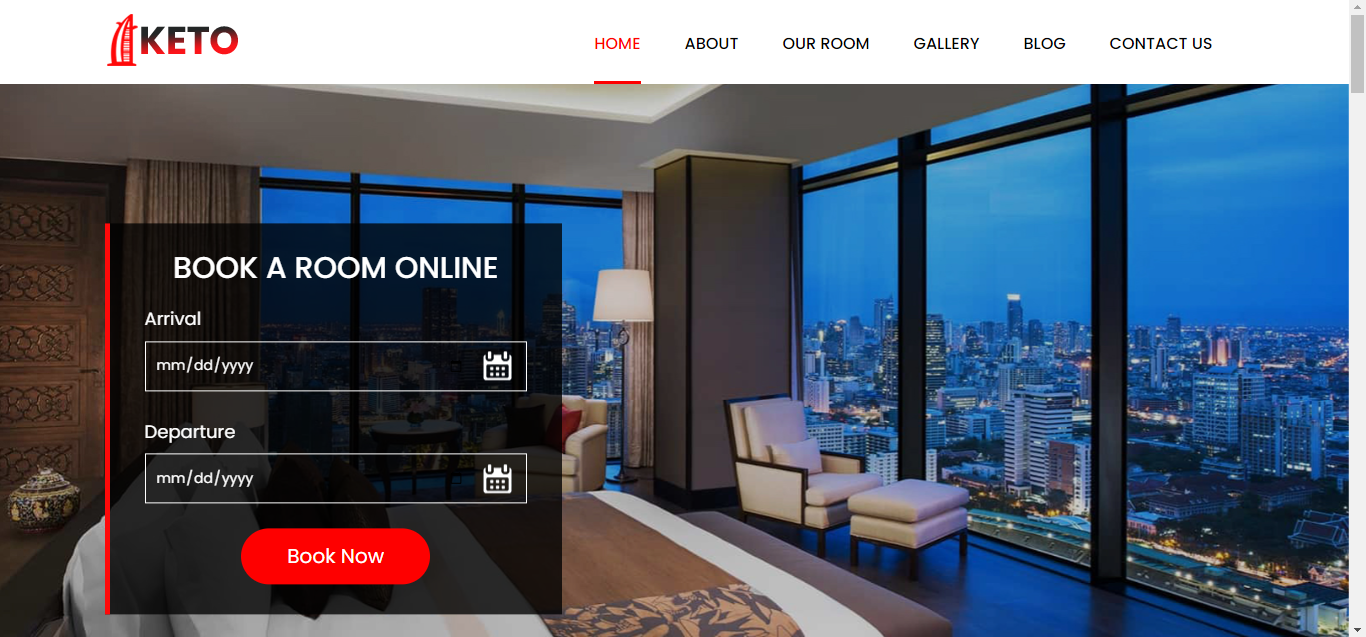 KETO
HOME ABOUT OUR ROOM GALLERY BLOG CONTACT US
BOOK A ROOM ONLINE
Arrival
mm/dd/yyyy
Departure
mm/dd/yyyy
Book Now